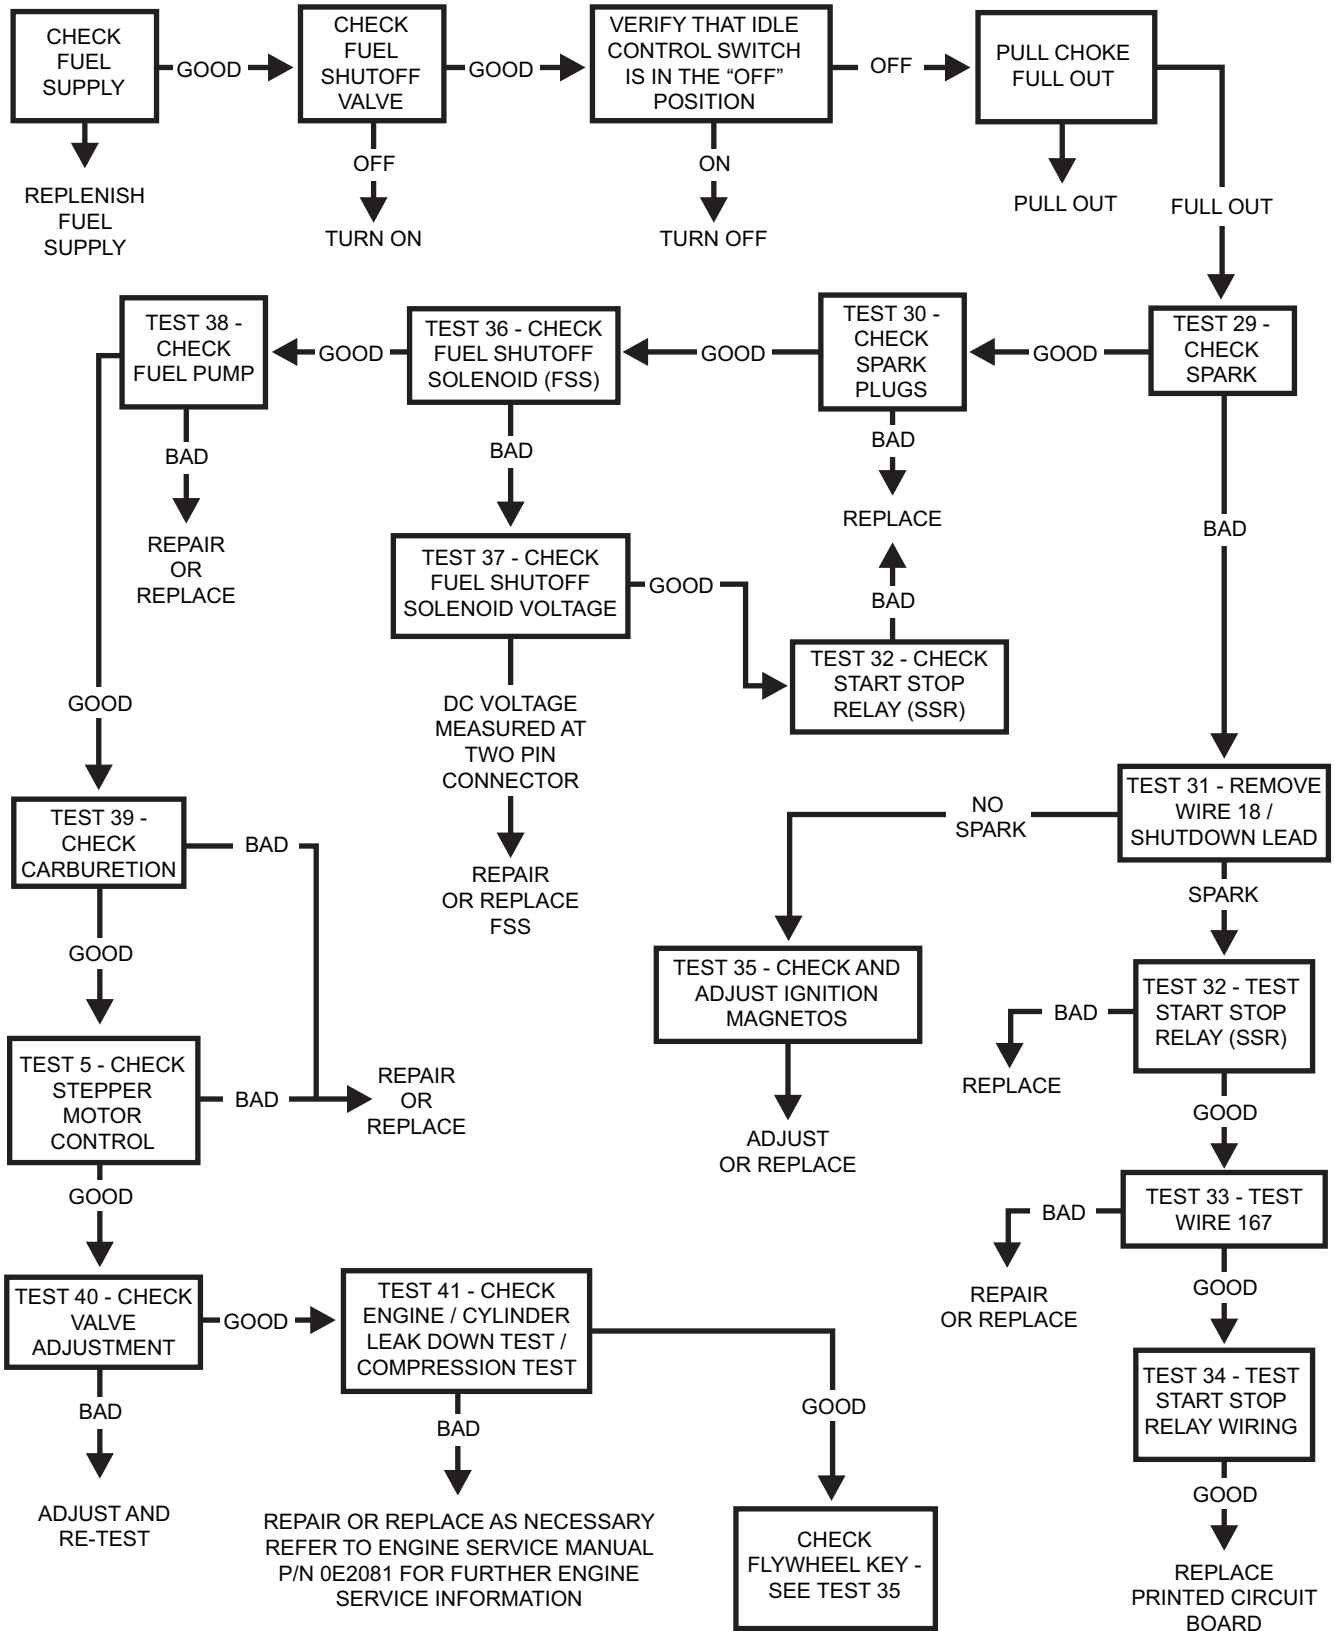 CHECK
FUEL
SUPPLY
GOOD
CHECK
FUEL
SHUTOFF
VALVE
GOOD
VERIFY THAT IDLE
CONTROL SWITCH
IS IN THE “OFF”
POSITION
OFF
PULL CHOKE
FULL OUT
REPLENISH
FUEL
SUPPLY
OFF
TURN ON
ON
TURN OFF
PULL OUT
FULL OUT
TEST 38 -
CHECK
FUEL PUMP
GOOD
TEST 36 - CHECK
FUEL SHUTOFF
SOLENOID (FSS)
GOOD
TEST 30 -
CHECK
SPARK
PLUGS
GOOD
TEST 29 -
CHECK
SPARK
BAD
REPAIR
OR
REPLACE
BAD
BAD
REPLACE
BAD
TEST 37 - CHECK
FUEL SHUTOFF
SOLENOID VOLTAGE
GOOD
BAD
TEST 32 - CHECK
START STOP
RELAY (SSR)
GOOD
DC VOLTAGE
MEASURED AT
TWO PIN
CONNECTOR
REPAIR
OR REPLACE
FSS
TEST 31 - REMOVE
WIRE 18 /
SHUTDOWN LEAD
NO
SPARK
SPARK
TEST 39 -
CHECK
CARBURETION
BAD
GOOD
TEST 35 - CHECK AND
ADJUST IGNITION
MAGNETOS
ADJUST
OR REPLACE
TEST 32 - TEST
START STOP
RELAY (SSR)
BAD
REPLACE
GOOD
TEST 5 - CHECK
STEPPER
MOTOR
CONTROL
BAD
REPAIR
OR
REPLACE
GOOD
TEST 33 - TEST
WIRE 167
BAD
REPAIR
OR REPLACE
GOOD
TEST 40 - CHECK
VALVE
ADJUSTMENT
GOOD
TEST 41 - CHECK
ENGINE / CYLINDER
LEAK DOWN TEST /
COMPRESSION TEST
GOOD
TEST 34 - TEST
START STOP
RELAY WIRING
BAD
ADJUST AND
RE-TEST
BAD
REPAIR OR REPLACE AS NECESSARY
REFER TO ENGINE SERVICE MANUAL
P/N 0E2081 FOR FURTHER ENGINE
SERVICE INFORMATION
CHECK
FLYWHEEL KEY -
SEE TEST 35
GOOD
REPLACE
PRINTED CIRCUIT
BOARD